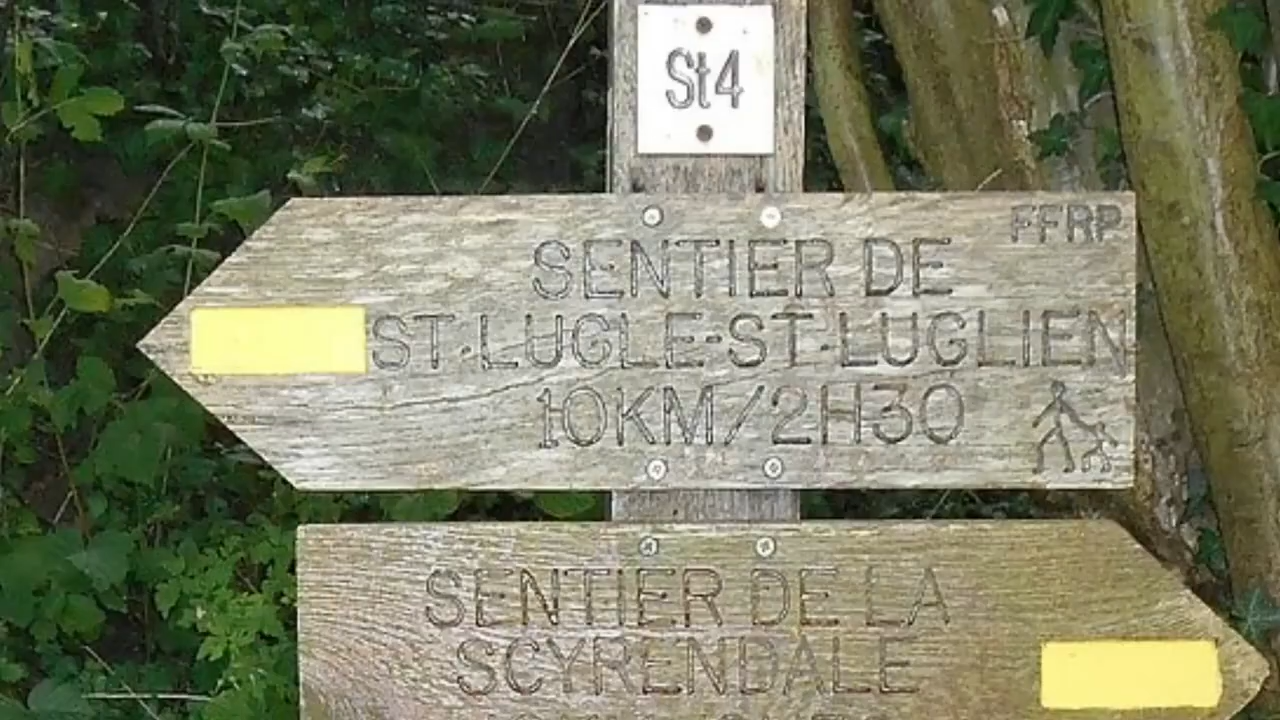 St4
FFRP
SENTIER DE
ST-LUGLE-ST-LUGLIEN
10KM/2H30
SENTIER DE LA
SCYRENDALE